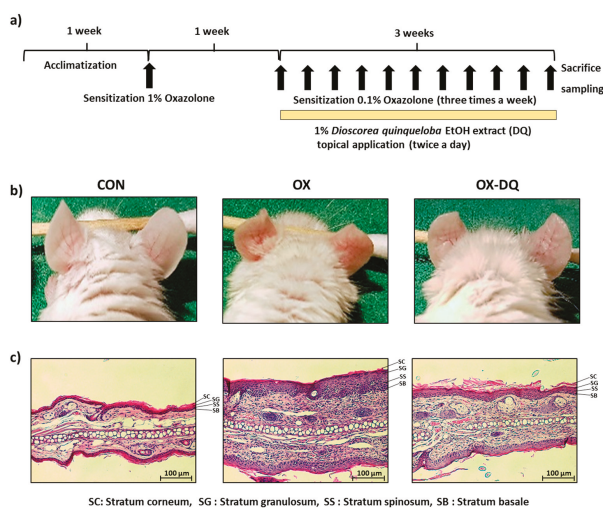 a)
1 week
1 week
3 weeks
Acclimatization
Sacrifice
sampling
Sensitization 1% Oxazolone
Sensitization 0.1% Oxazolone (three times a week)
1% Dioscorea quinqueloba EtOH extract (DQ)
topical application (twice a day)
b)
CON
OX
OX-DQ
c)
SC
SG
SS
SB
100 μm
SC
SG
SS
SB
100 μm
SC
SG
SS
SB
100 μm
SC: Stratum corneum, SG : Stratum granulosum, SS : Stratum spinosum, SB : Stratum basale